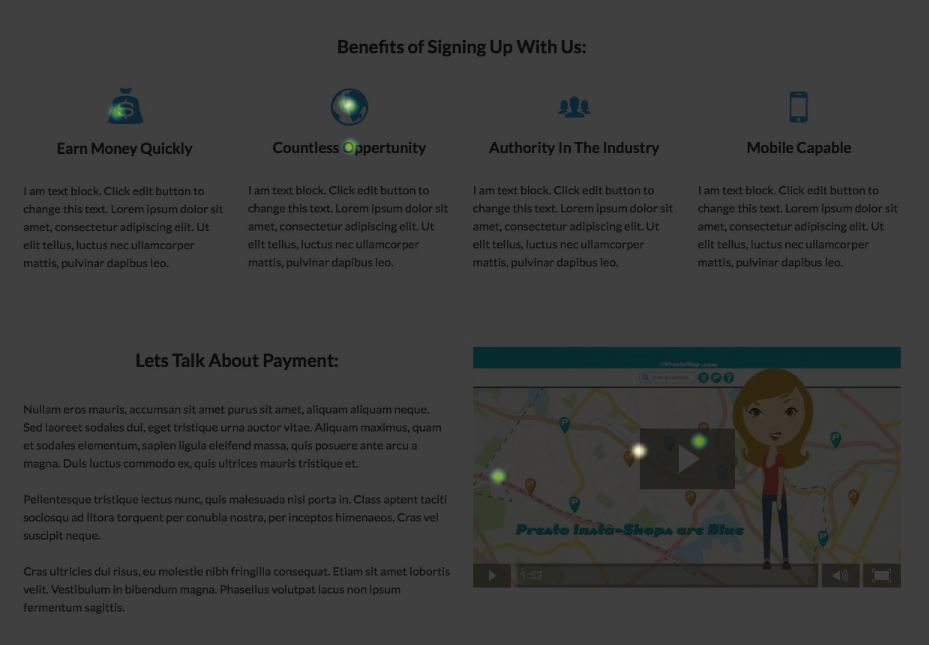 Benefits of Signing Up With Us:
Earn Money Quickly
I am text block. Click edit button to
change this text. Lorem ipsum dolor sit
amet, consectetur adipiscing elit. Ut
elit tellus, luctus nec ullamcorper
mattis, pulvinar dapibus leo.
Countless Oppertunity
I am text block. Click edit button to
change this text. Lorem ipsum dolor sit
amet, consectetur adipiscing elit. Ut
elit tellus, luctus nec ullamcorper
mattis, pulvinar dapibus leo.
Authority In The Industry
I am text block. Click edit button to
change this text. Lorem ipsum dolor sit
amet, consectetur adipiscing elit. Ut
elit tellus, luctus nec ullamcorper
mattis, pulvinar dapibus leo.
Mobile Capable
I am text block. Click edit button to
change this text. Lorem ipsum dolor sit
amet, consectetur adipiscing elit. Ut
elit tellus, luctus nec ullamcorper
mattis, pulvinar dapibus leo.
Lets Talk About Payment:
Nullam eros mauris, accumsan sit amet purus sit amet, aliquam aliquam neque.
Sed laoreet sodales dui, eget tristique urna auctor vitae. Aliquam maximus, quam
et sodales elementum, sapien ligula eleifend massa, quis posuere ante arcu a
magna. Duis luctus commodo ex, quis ultrices mauris tristique et.
Pellentesque tristique lectus nunc, quis malesuada nisl porta in. Class aptent taciti
sociosqu ad litora torquent per conubia nostra, per inceptos himenaeos. Cras vel
suscipit neque.
Cras ultricies dui risus, eu molestie nibh fringilla consequat. Etiam sit amet lobortis
velit. Vestibulum in bibendum magna. Phasellus volutpat lacus non ipsum
fermentum sagittis.
Presto Insta-Shops are Blue
1:52